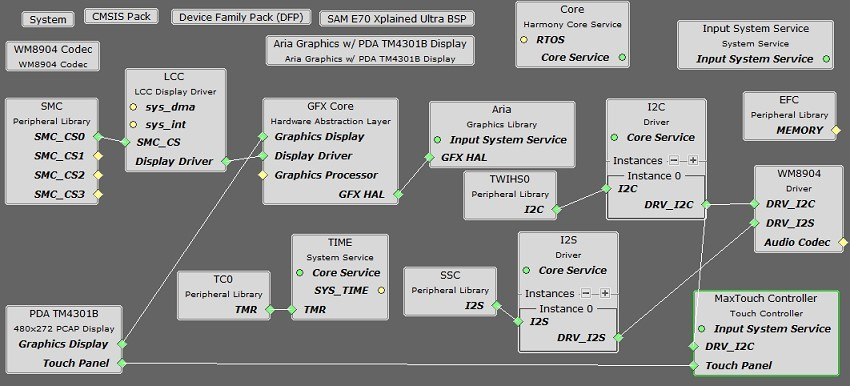 System
CMSIS Pack
Device Family Pack (DFP)
SAM E70 Xplained Ultra BSP
Core
Harmony Core Service
RTOS
Core Service
Input System Service
System Service
Input System Service
WM8904 Codec
WM8904 Codec
Aria Graphics w/ PDA TM4301B Display
Aria Graphics w/ PDA TM4301B Display
SMC
Peripheral Library
SMC_CS0
SMC_CS1
SMC_CS2
SMC_CS3
LCC
LCC Display Driver
sys_dma
sys_int
SMC_CS
Display Driver
GFX Core
Hardware Abstraction Layer
Graphics Display
Display Driver
Graphics Processor
GFX HAL
Aria
Graphics Library
Input System Service
GFX HAL
I2C
Driver
Core Service
Instances
Instance 0
I2C
DRV_I2C
EFC
Peripheral Library
MEMORY
TWIHS0
Peripheral Library
I2C
WM8904
Driver
DRV_I2C
DRV_I2S
Audio Codec
TC0
Peripheral Library
TMR
TIME
System Service
Core Service
SYS_TIME
TMR
SSC
Peripheral Library
I2S
I2S
Driver
Core Service
Instances
Instance 0
I2S
DRV_I2S
PDA TM4301B
480x272 PCAP Display
Graphics Display
Touch Panel
MaxTouch Controller
Touch Controller
Input System Service
DRV_I2C
Touch Panel